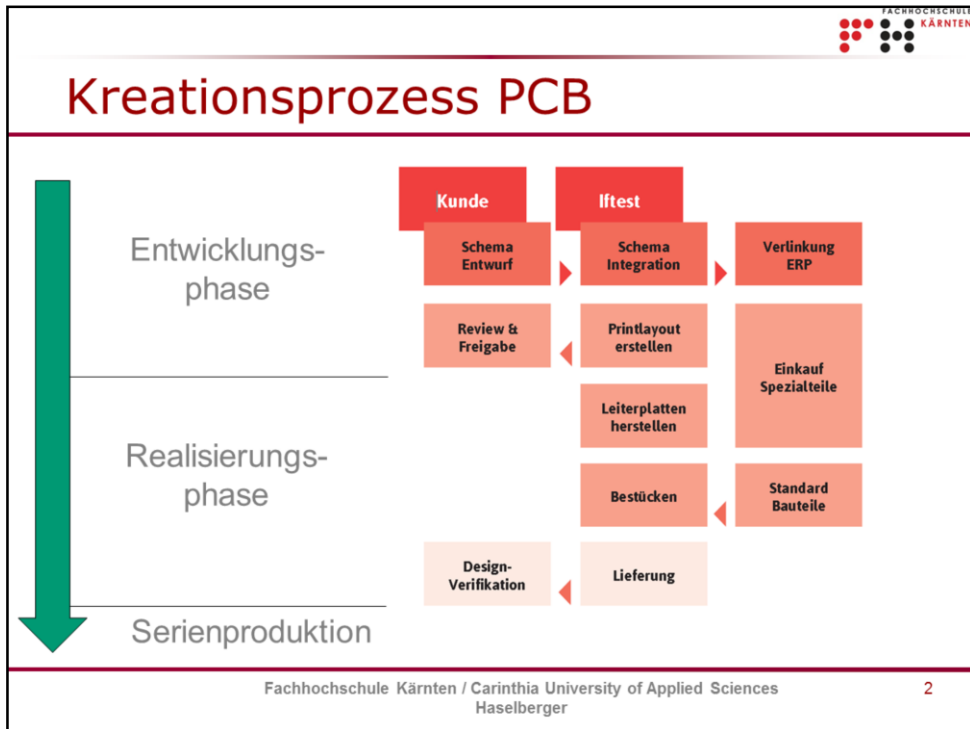 FACHHOCHSCHULE
KÄRNTEN
Kreationsprozess PCB
Entwicklungs-
phase
Realisierungs-
phase
Serienproduktion
Kunde
Iftest
Schema
Entwurf
Schema
Integration
Verlinkung
ERP
Review &
Freigabe
Printlayout
erstellen
Einkauf
Spezialteile
Leiterplatten
herstellen
Bestücken
Standard
Bauteile
Design-
Verifikation
Lieferung
Fachhochschule Kärnten / Carinthia University of Applied Sciences
Haselberger
2